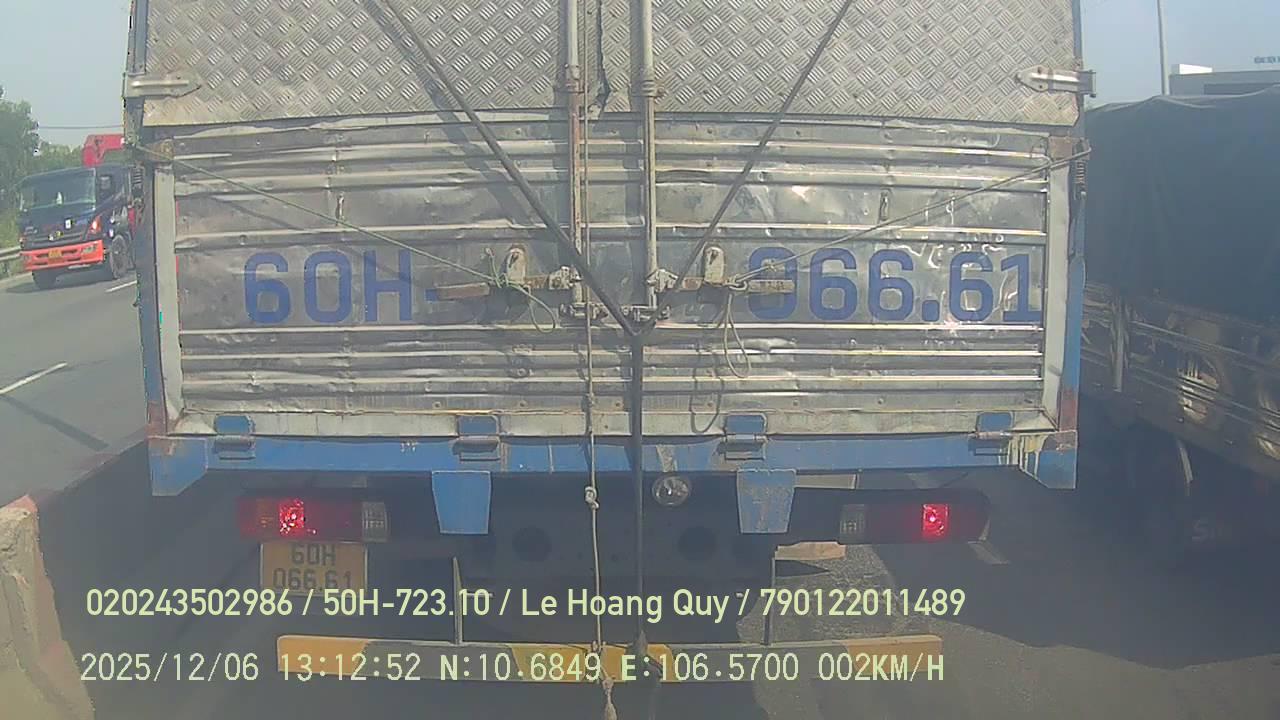 60H- 066.61
60H
066.61
020243502986 / 50H-723.10 / Le Hoang Quy / 790122011489
2025/12/06 13:12:52 N:10.6849 E:106.5700 002KM/H